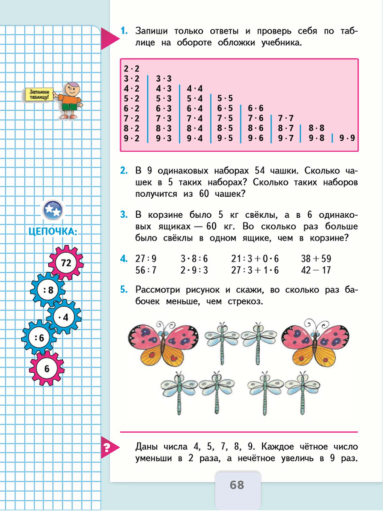 1. Запиши только ответы и проверь себя по таб-
лице на обороте обложки учебника.
Запомни
таблицу!
2·2
3·2 3·3
4·2 4·3 4·4
5·2 5·3 5·4 5·5
6·2 6·3 6·4 6·5 6·6
7·2 7·3 7·4 7·5 7·6 7·7
8·2 8·3 8·4 8·5 8·6 8·7 8·8
9·2 9·3 9·4 9·5 9·6 9·7 9·8 9·9
2. В 9 одинаковых наборах 54 чашки. Сколько ча-
шек в 5 таких наборах? Сколько таких наборов
получится из 60 чашек?
3. В корзине было 5 кг свёклы, а в 6 одинако-
вых ящиках — 60 кг. Во сколько раз больше
было свёклы в одном ящике, чем в корзине?
ЦЕПОЧКА:
72
:8
·4
:6
6
4. 27:9 3·8:6 21:3+0·6 38+59
56:7 2·9:3 27:3+1·6 42−17
5. Рассмотри рисунок и скажи, во сколько раз ба-
бочек меньше, чем стрекоз.
?
Даны числа 4, 5, 7, 8, 9. Каждое чётное число
уменьши в 2 раза, а нечётное увеличь в 9 раз.
68